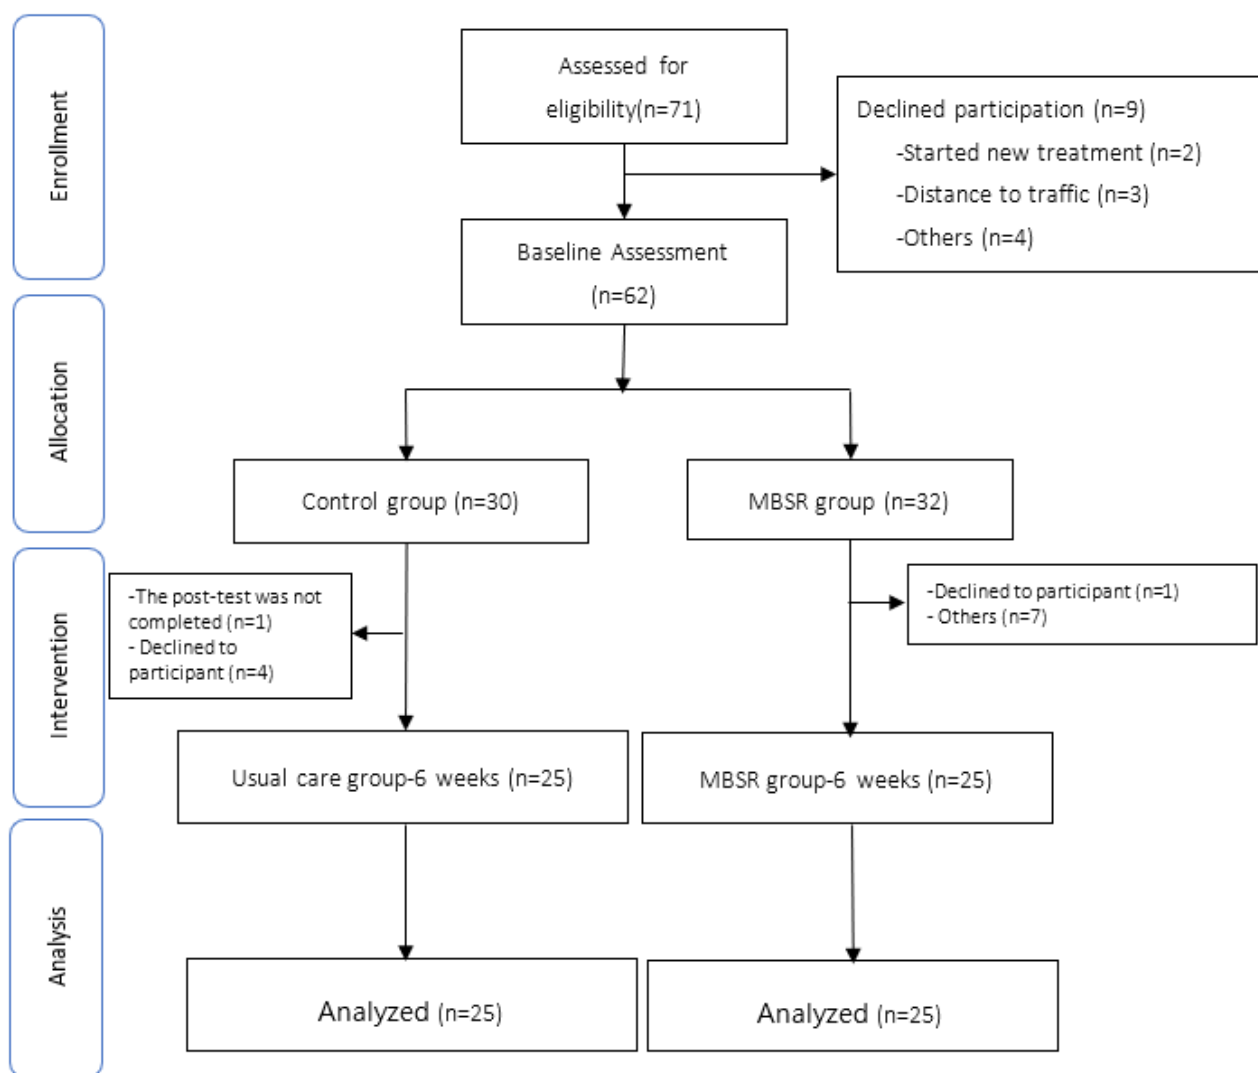 Enrollment
Assessed for
eligibility(n=71)
Declined participation (n=9)
-Started new treatment (n=2)
-Distance to traffic (n=3)
-Others (n=4)
Baseline Assessment
(n=62)
Allocation
Control group (n=30)
MBSR group (n=32)
Intervention
-The post-test was not
completed (n=1)
- Declined to
participant (n=4)
-Declined to participant (n=1)
- Others (n=7)
Usual care group-6 weeks (n=25)
MBSR group-6 weeks (n=25)
Analysis
Analyzed (n=25)
Analyzed (n=25)